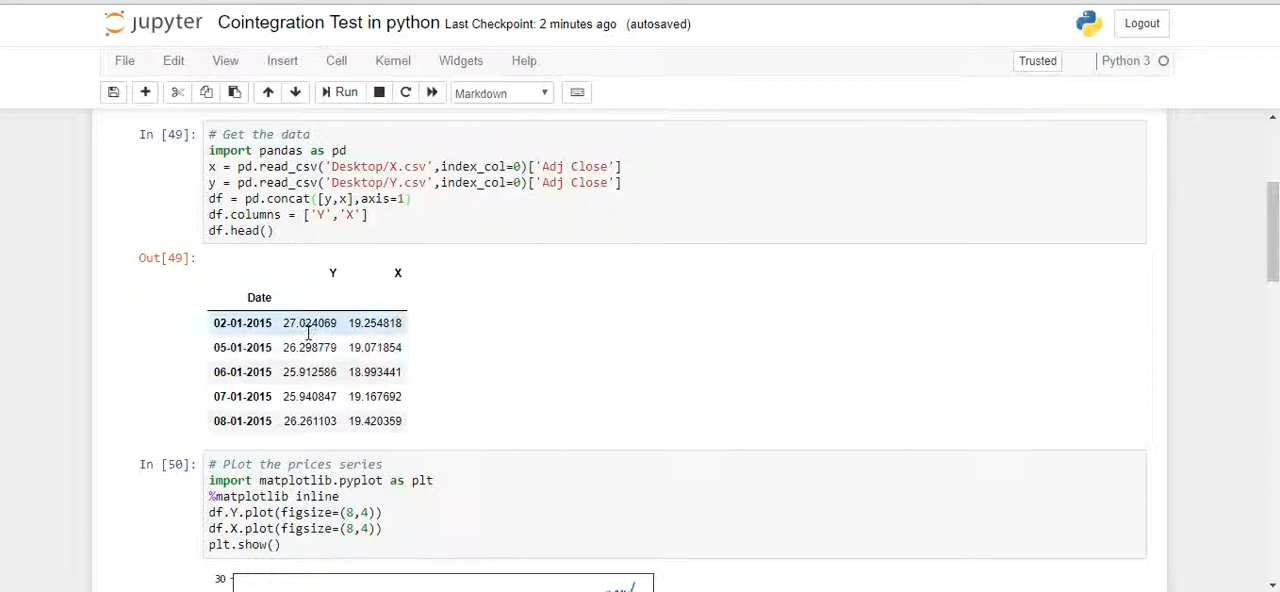 jupyter Cointegration Test in python Last Checkpoint: 2 minutes ago (autosaved) Logout
File Edit View Insert Cell Kernel Widgets Help Trusted Python 3
Run Markdown
In [49]: # Get the data
import pandas as pd
x = pd.read_csv('Desktop/X.csv',index_col=0)['Adj Close']
y = pd.read_csv('Desktop/Y.csv',index_col=0)['Adj Close']
df = pd.concat([y,x],axis=1)
df.columns = ['Y','X']
df.head()
Out[49]:
Y X
Date
02-01-2015 27.024069 19.254818
05-01-2015 26.298779 19.071854
06-01-2015 25.912586 18.993441
07-01-2015 25.940847 19.167692
08-01-2015 26.261103 19.420359
In [50]: # Plot the prices series
import matplotlib.pyplot as plt
%matplotlib inline
df.Y.plot(figsize=(8,4))
df.X.plot(figsize=(8,4))
plt.show()
30